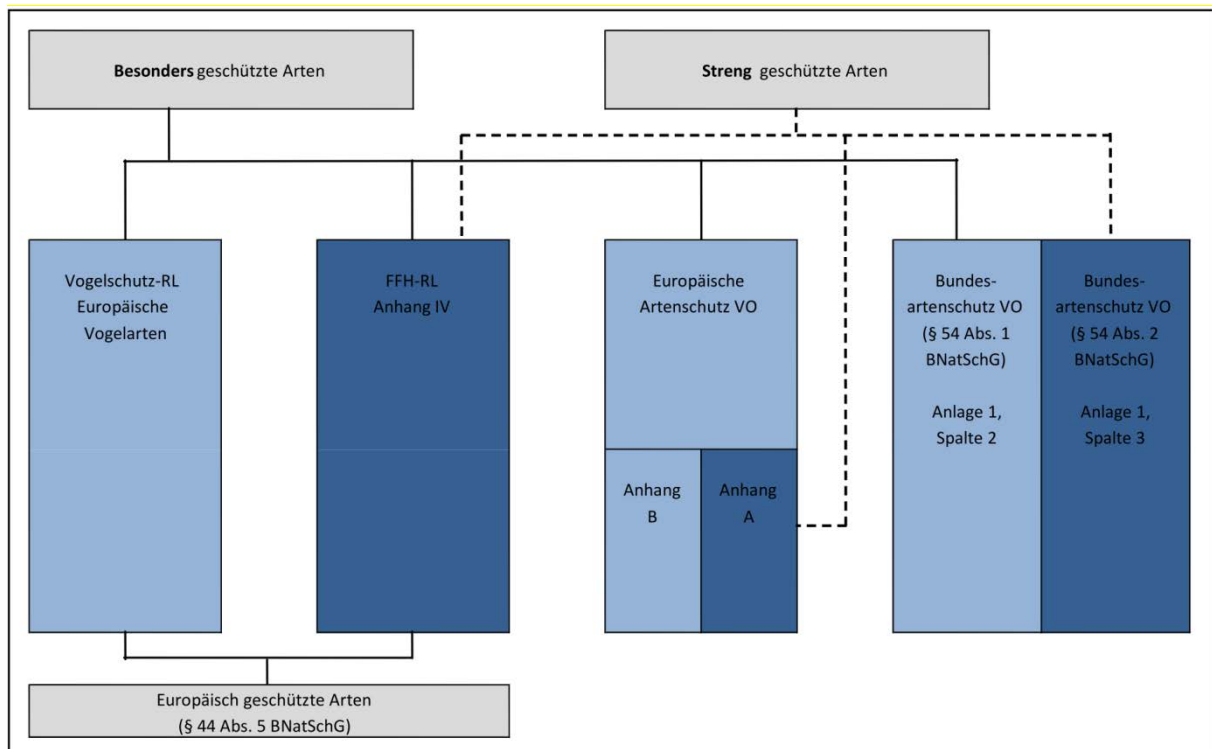 Besonders geschützte Arten
Streng geschützte Arten
Vogelschutz-RL
Europäische
Vogelarten
FFH-RL
Anhang IV
Europäische
Artenschutz VO
Anhang
B
Anhang
A
Bundes-
artenschutz VO
(§ 54 Abs. 1
BNatSchG)
Anlage 1,
Spalte 2
Bundes-
artenschutz VO
(§ 54 Abs. 2
BNatSchG)
Anlage 1,
Spalte 3
Europäisch geschützte Arten
(§ 44 Abs. 5 BNatSchG)